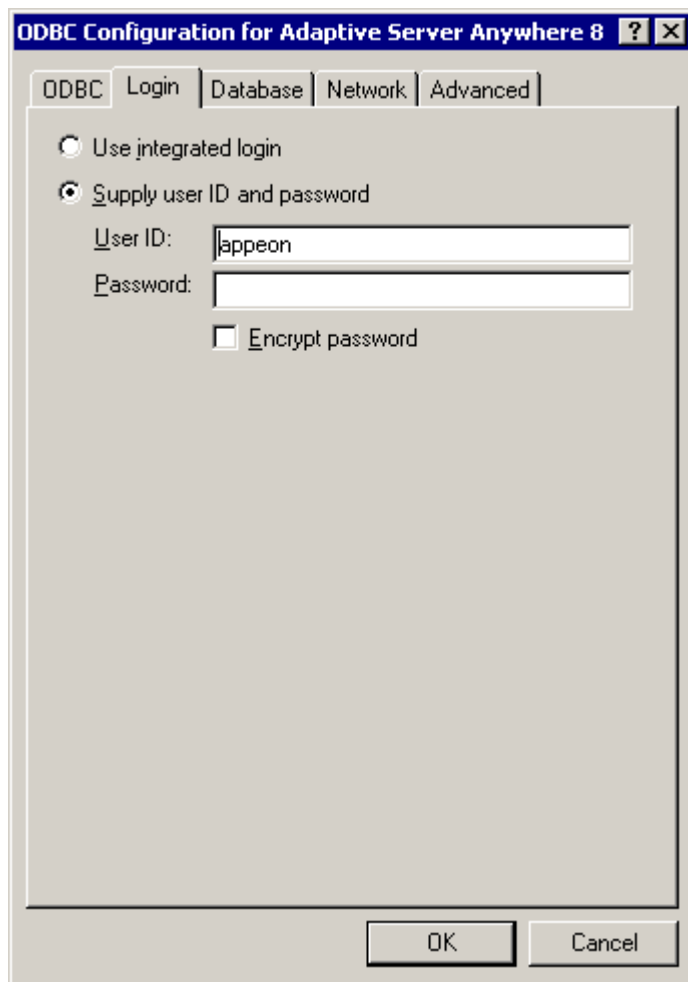 ODBC Configuration for Adaptive Server Anywhere 8 ?
ODBC Login Database Network Advanced
Use integrated login
Supply user ID and password
User ID: appeon
Password:
Encrypt password
OK Cancel